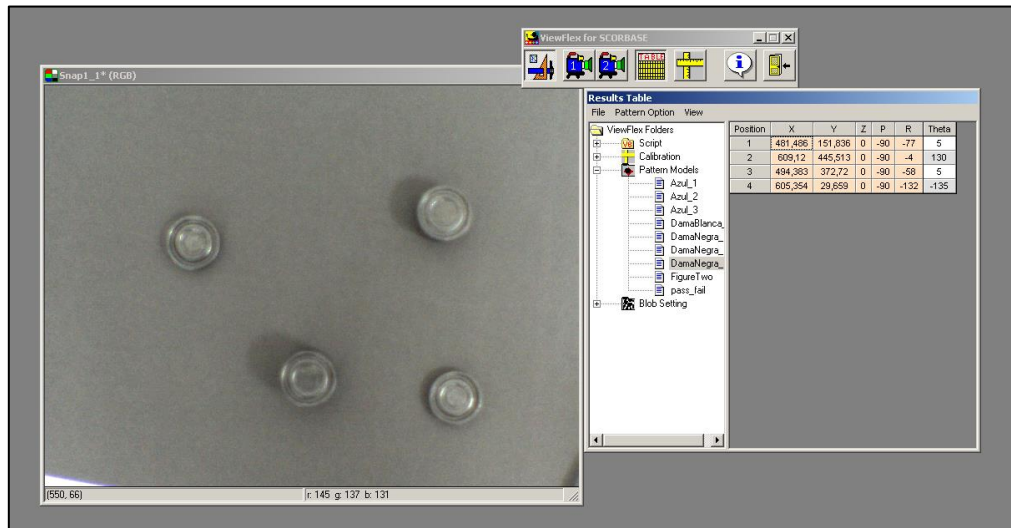 ViewFlex for SCORBASE
1 2 TABLE
Snap1_1* (RGB)
Results Table
File Pattern Option View
ViewFlex Folders
Script
Calibration
Pattern Models
Azul_1
Azul_2
Azul_3
DamaBlanca_
DamaNegra_
DamaNegra_
DamaNegra_
FigureTwo
pass_fail
Blob Setting
Position X Y Z P R Theta
1 481,486 151,836 0 -90 -77 5
2 609,12 445,513 0 -90 -4 130
3 494,383 372,72 0 -90 -58 5
4 605,354 29,659 0 -90 -132 -135
(550, 66) r: 145 g: 137 b: 131